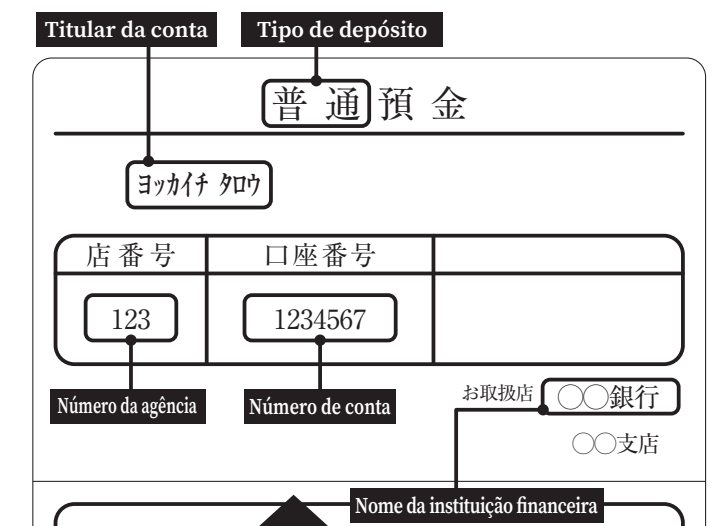 Titular da conta
Tipo de depósito
普通預金
ﾖｯｶｲﾁ ﾀﾛｳ
店番号
口座番号
123
1234567
Número da agência
Número de conta
お取扱店
○○銀行
○○支店
Nome da instituição financeira